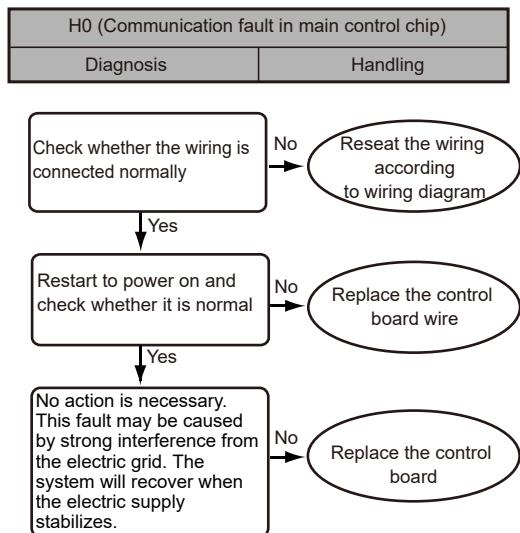 H0 (Communication fault in main control chip)
Diagnosis
Handling
Check whether the wiring is
connected normally
No
Reseat the wiring
according
to wiring diagram
Yes
Restart to power on and
check whether it is normal
No
Replace the control
board wire
Yes
No action is necessary.
This fault may be caused
by strong interference from
the electric grid. The
system will recover when
the electric supply
stabilizes.
No
Replace the control
board